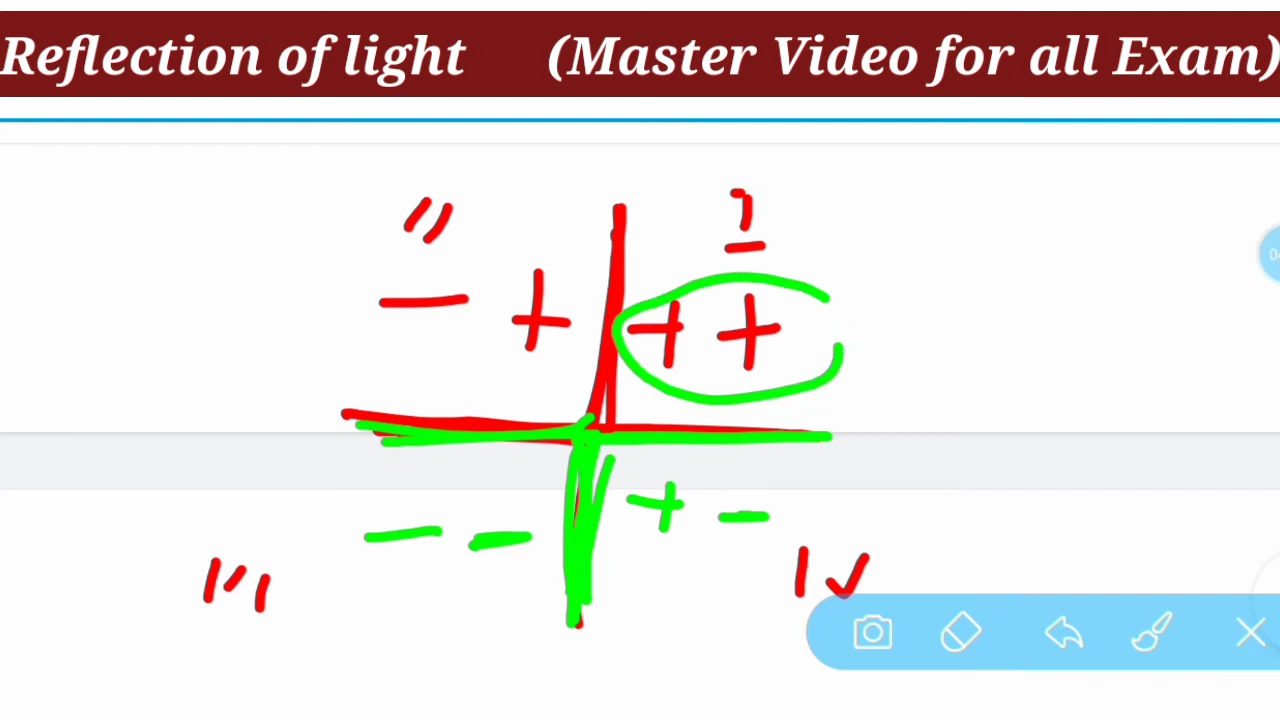 Reflection of light (Master Video for all Exam)
II I
- + + +
- - + -
III IV